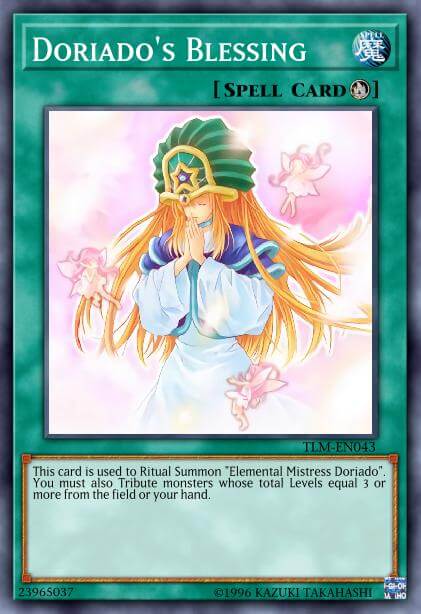 DORIADO'S BLESSING
SPELL
魔
[SPELL CARD]
TLM-EN043
This card is used to Ritual Summon "Elemental Mistress Doriado".
You must also Tribute monsters whose total Levels equal 3 or
more from the field or your hand.
23965037
©1996 KAZUKI TAKAHASHI